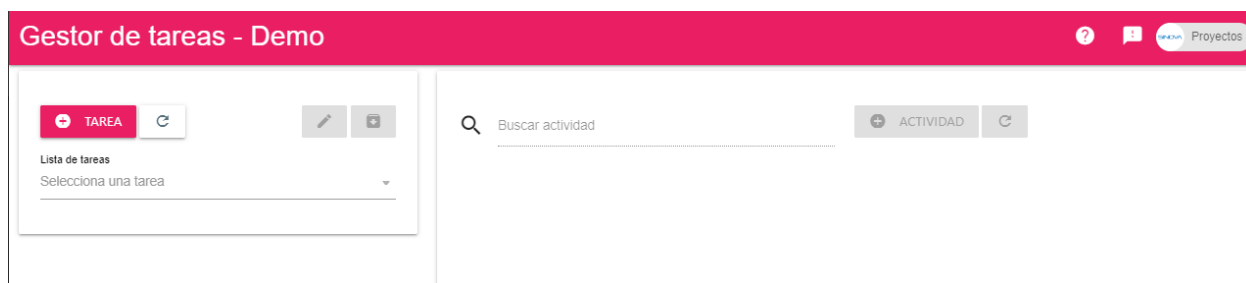 Gestor de tareas - Demo
Proyectos
TAREA
Lista de tareas
Selecciona una tarea
Buscar actividad
ACTIVIDAD